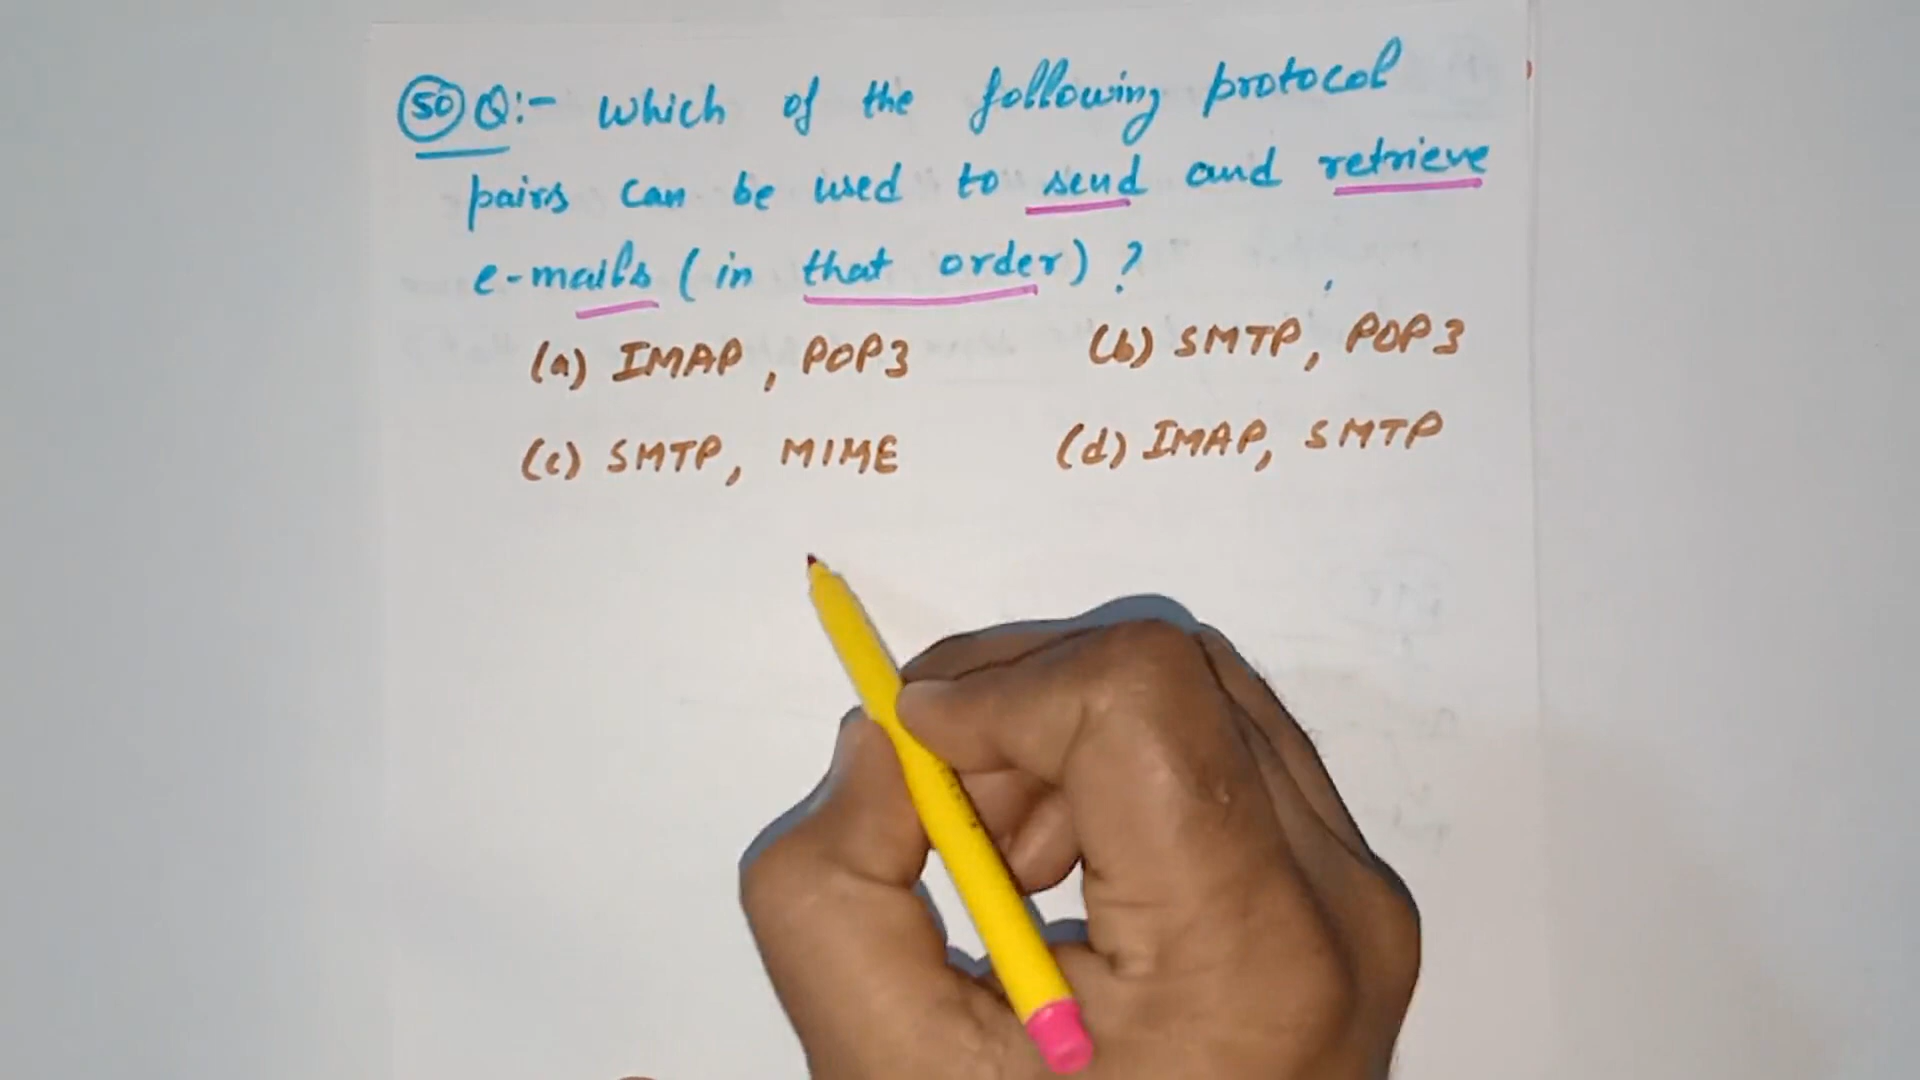 50 Q:- Which of the following protocol
pairs can be used to send and retrieve
e-mails (in that order) ?
(a) IMAP, POP3 (b) SMTP, POP3
(c) SMTP, MIME (d) IMAP, SMTP